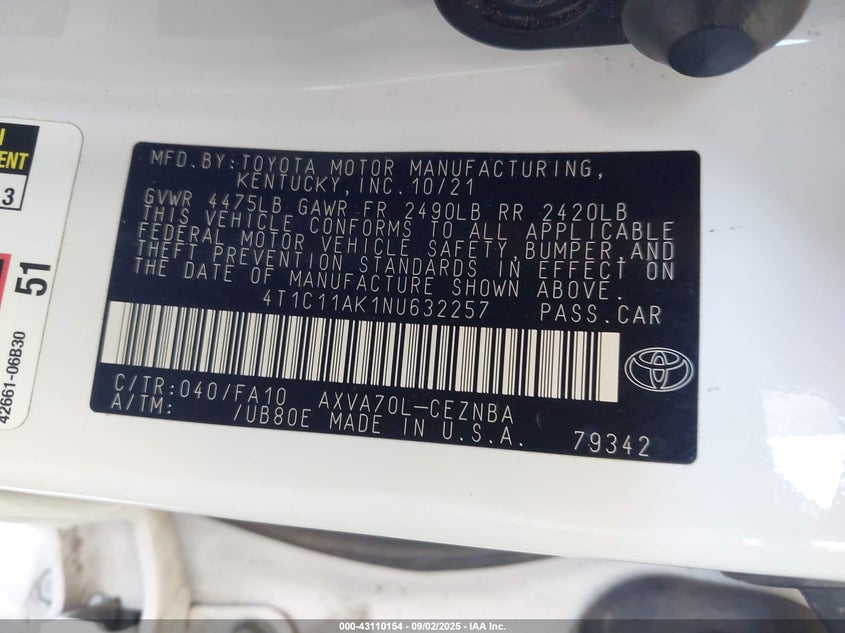 N
ENT
3
51
42661-06B30
MFD.BY:TOYOTA MOTOR MANUFACTURING,
KENTUCKY,INC.10/21
GVWR 4475LB GAWR FR 2490LB RR 2420LB
THIS VEHICLE CONFORMS TO ALL APPLICABLE
FEDERAL MOTOR VEHICLE SAFETY,BUMPER,AND
THEFT PREVENTION STANDARDS IN EFFECT ON
THE DATE OF MANUFACTURE SHOWN ABOVE.
4T1C11AK1NU632257 PASS.CAR
C/TR:040/FA10 AXVA70L-CEZNBA
A/TM: /UB80E MADE IN U.S.A. 79342
000-43110154 - 09/02/2025 - IAA Inc.